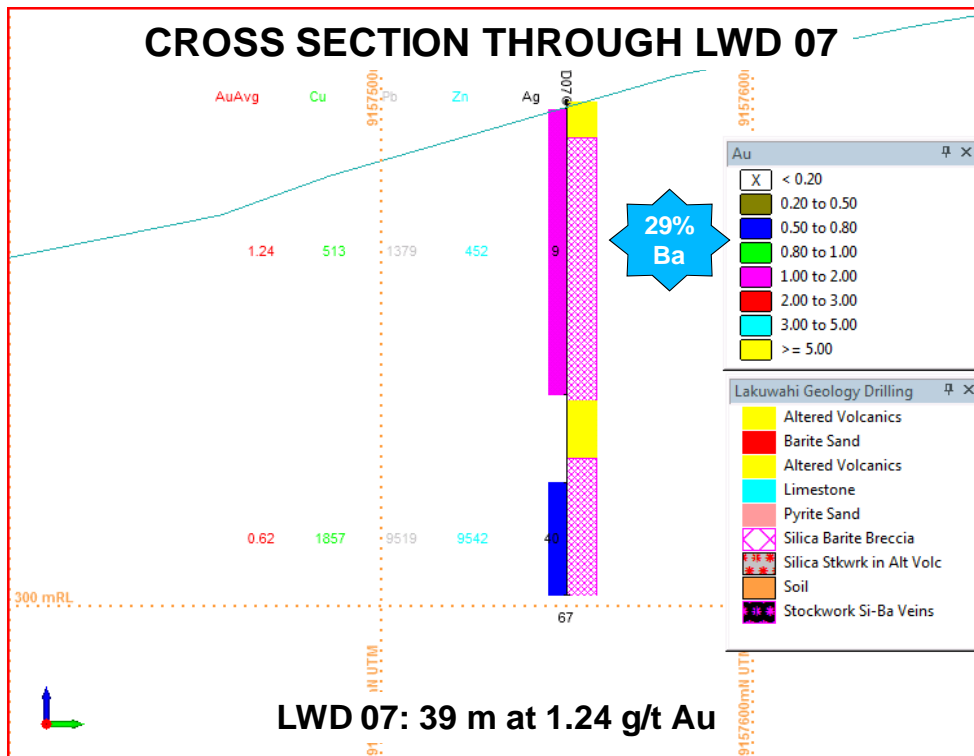 CROSS SECTION THROUGH LWD 07
AuAvg Cu Pb Zn Ag
9157500
D07
9157600
1.24 513 1379 452 9
29%
Ba
0.62 1857 9519 9542 40
300 mRL
67
mN UTM
9157600mN UTM
LWD 07: 39 m at 1.24 g/t Au
Au
X < 0.20
0.20 to 0.50
0.50 to 0.80
0.80 to 1.00
1.00 to 2.00
2.00 to 3.00
3.00 to 5.00
>= 5.00
Lakuwahi Geology Drilling
Altered Volcanics
Barite Sand
Altered Volcanics
Limestone
Pyrite Sand
Silica Barite Breccia
Silica Stkwrk in Alt Volc
Soil
Stockwork Si-Ba Veins